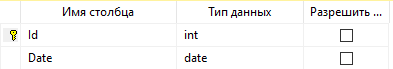 Имя столбца Тип данных Разрешить ...
Id int
Date date